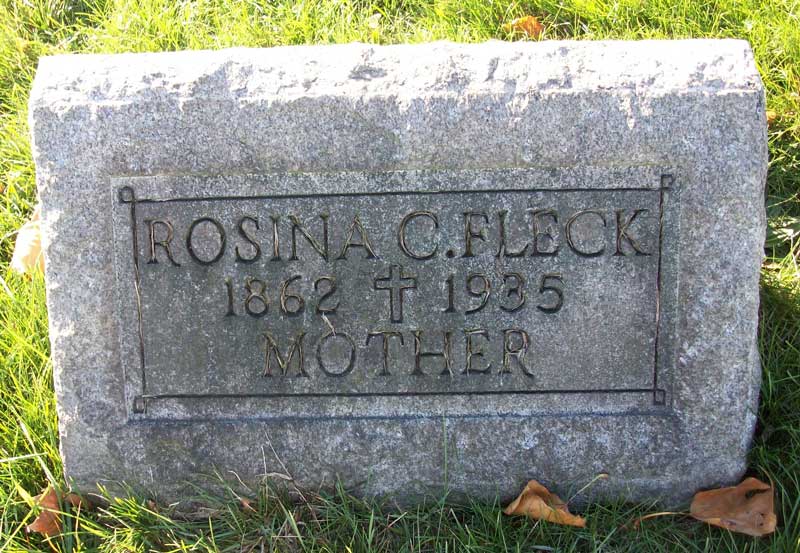 ROSINA C. FLECK
1862 ✝ 1935
MOTHER